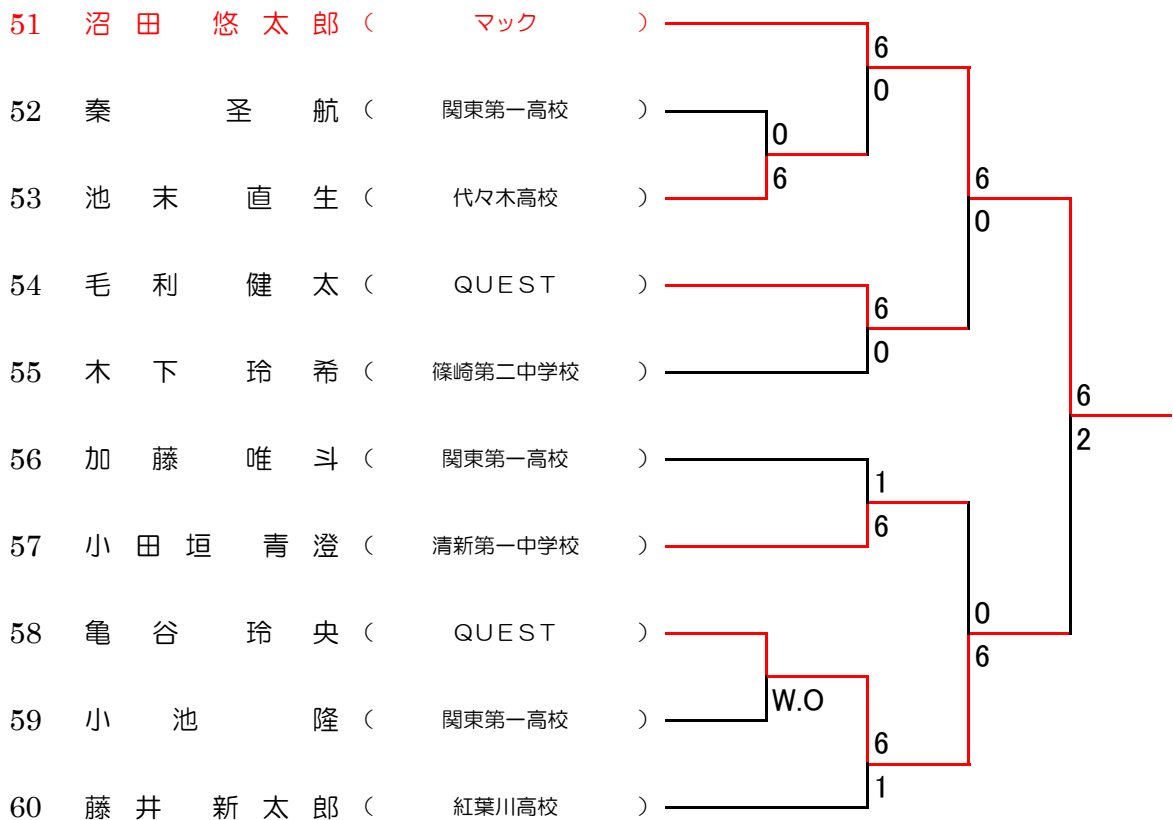 51 沼田 悠太郎 ( マック )
6
0
52 秦 圣航 ( 関東第一高校 )
0
6
53 池末 直生 ( 代々木高校 )
6
0
54 毛利 健太 ( QUEST )
6
0
55 木下 玲希 ( 篠崎第二中学校 )
6
2
56 加藤 唯斗 ( 関東第一高校 )
1
6
57 小田垣 青澄 ( 清新第一中学校 )
58 亀谷 玲央 ( QUEST )
0
6
W.O
59 小池 隆 ( 関東第一高校 )
6
1
60 藤井 新太郎 ( 紅葉川高校 )